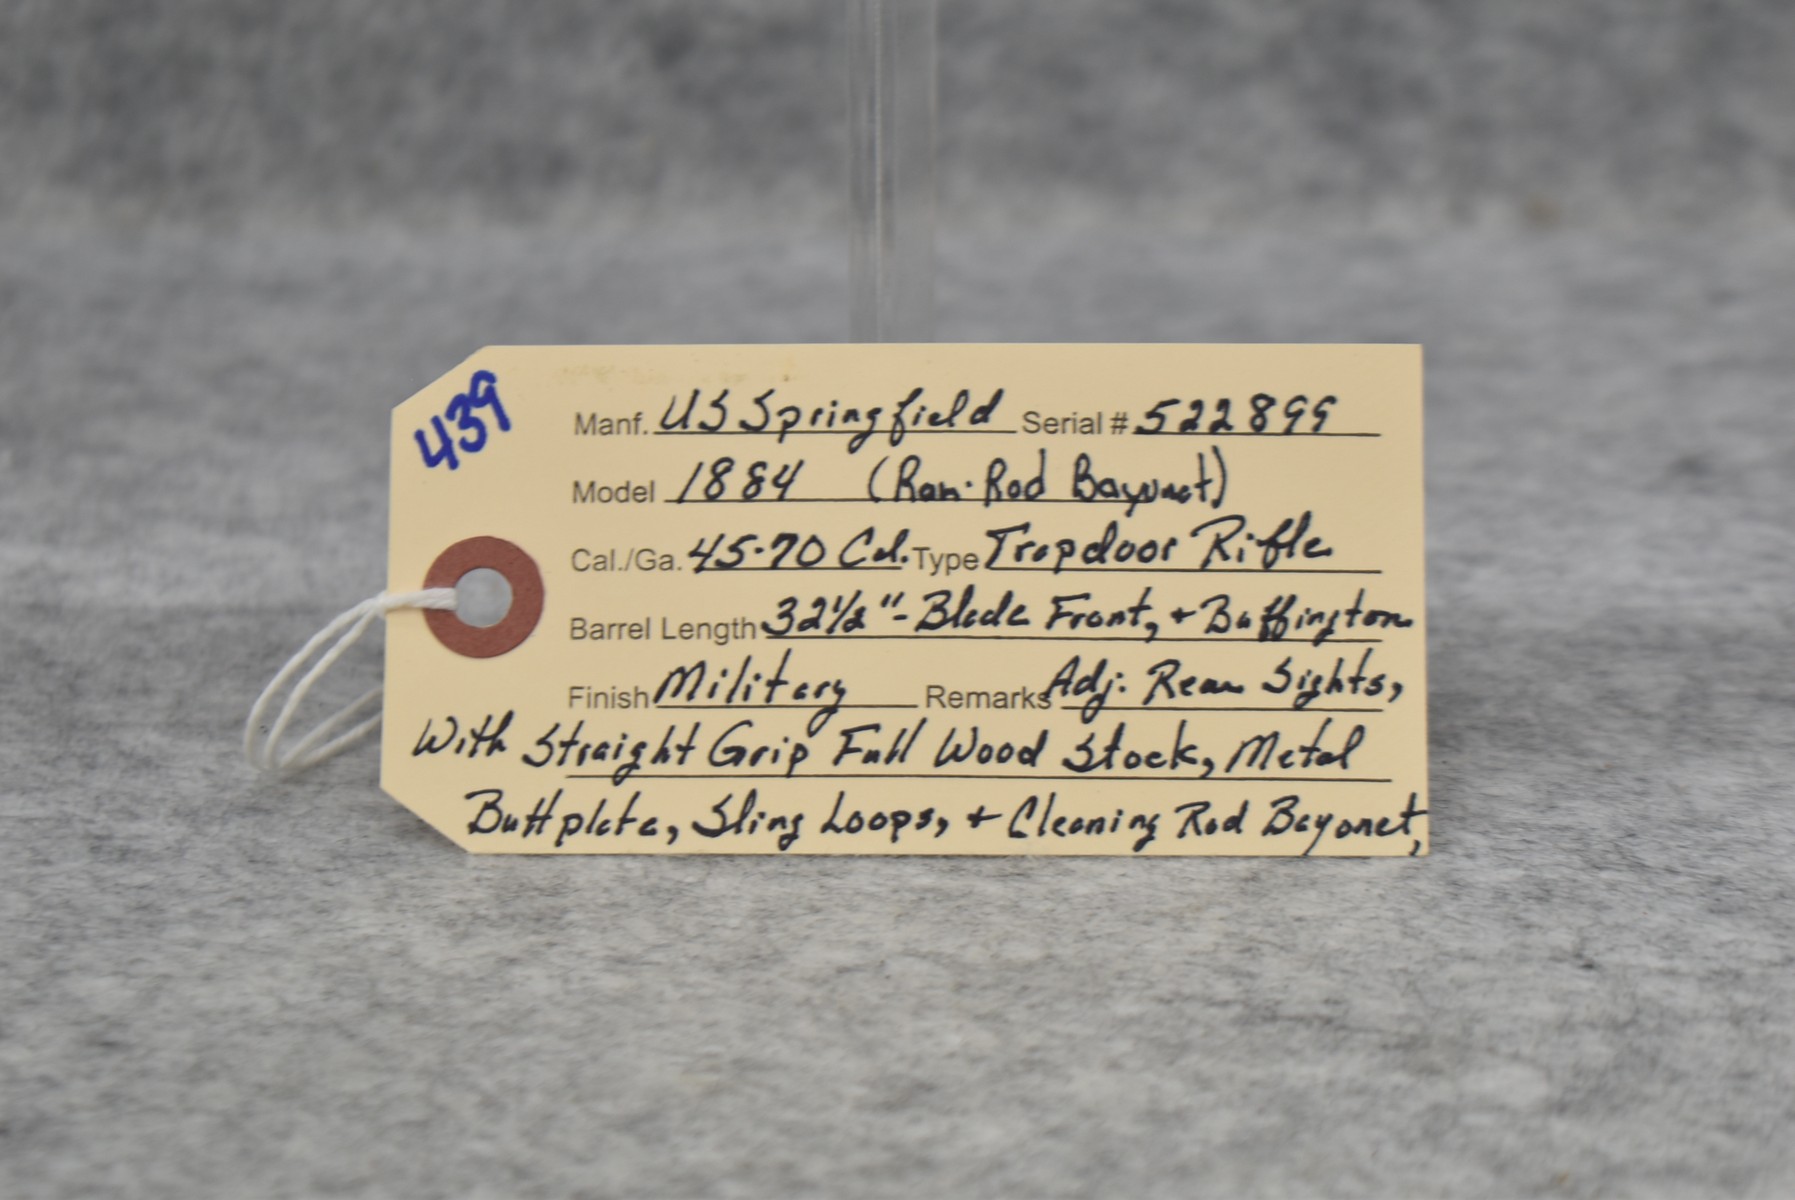 439
Manf. US Springfield Serial # 522899
Model 1884 (Ram-Rod Bayonet)
Cal./Ga. 45-70 Cal. Type Trapdoor Rifle
Barrel Length 32½" - Blade Front, + Buffington
Finish Military Remarks Adj. Rear Sights,
With Straight Grip Full Wood Stock, Metal
Buttplate, Sling Loops, + Cleaning Rod Bayonet,